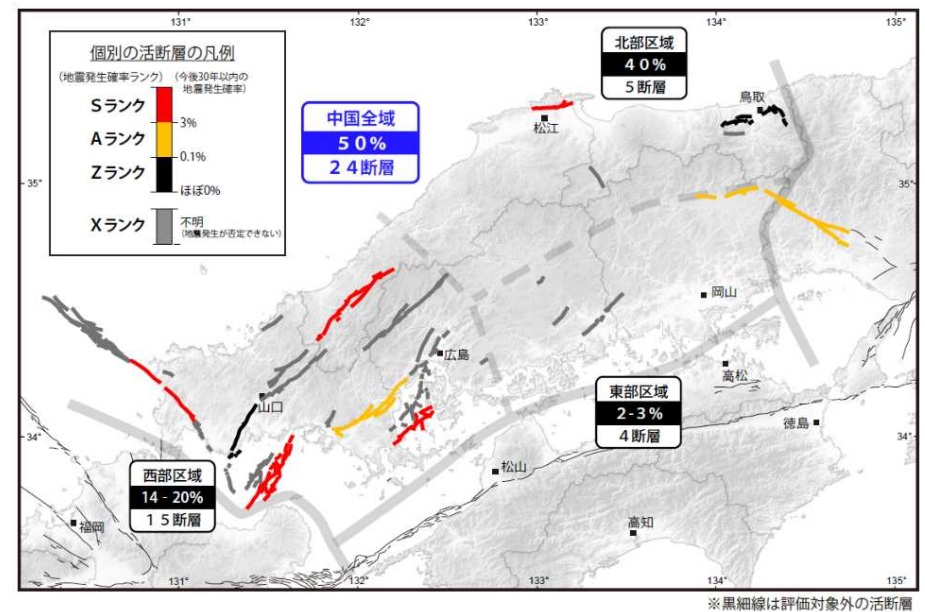 131°
132°
133°
134°
135°
個別の活断層の凡例
(地震発生確率ランク)
(今後30年以内の
地震発生確率)
Sランク
3%
Aランク
0.1%
Zランク
ほぼ0%
Xランク
不明
(地震発生が否定できない)
中国全域
50%
24断層
北部区域
40%
5断層
鳥取
松江
35°
35°
岡山
広島
高松
山口
東部区域
2-3%
4断層
徳島
34°
34°
松山
西部区域
14-20%
15断層
福岡
高知
131°
132°
133°
134°
135°
※黒細線は評価対象外の活断層